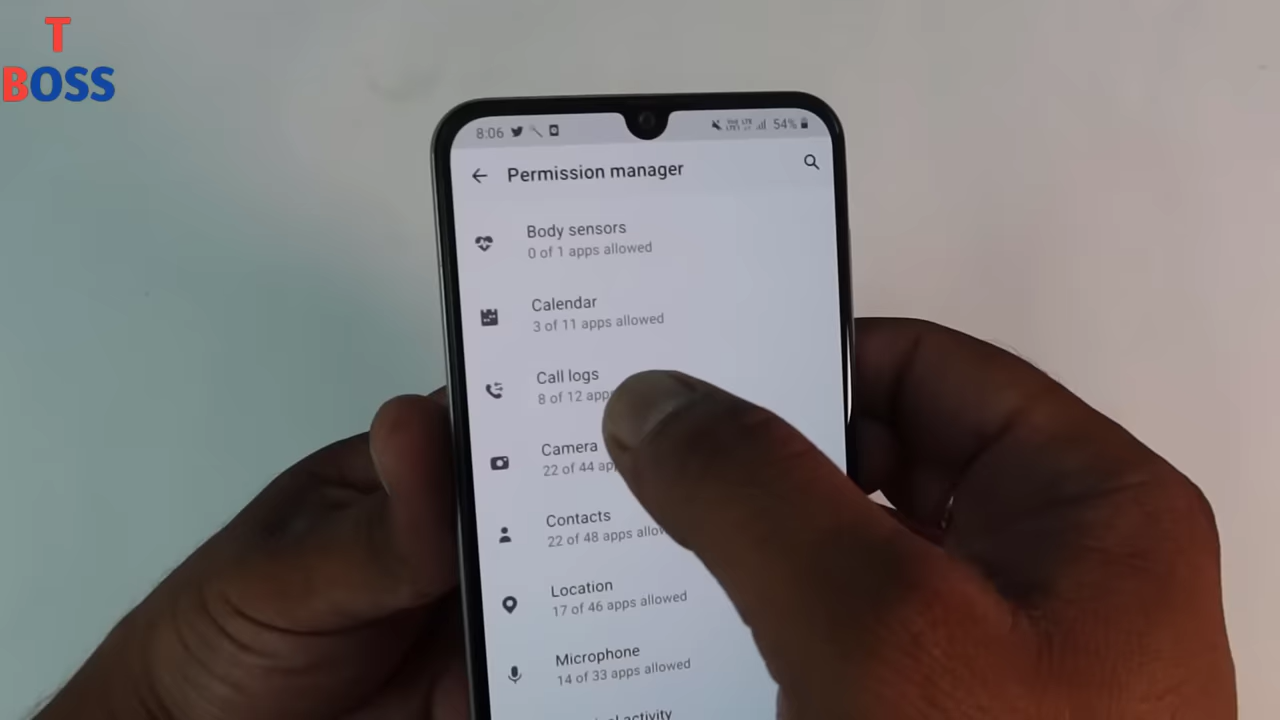 T
BOSS
8:06
54%
Permission manager
Body sensors
0 of 1 apps allowed
Calendar
3 of 11 apps allowed
Call logs
8 of 12
Camera
22 of 44
Contacts
22 of 48 apps
Location
17 of 46 apps allowed
Microphone
14 of 33 apps allowed
activity